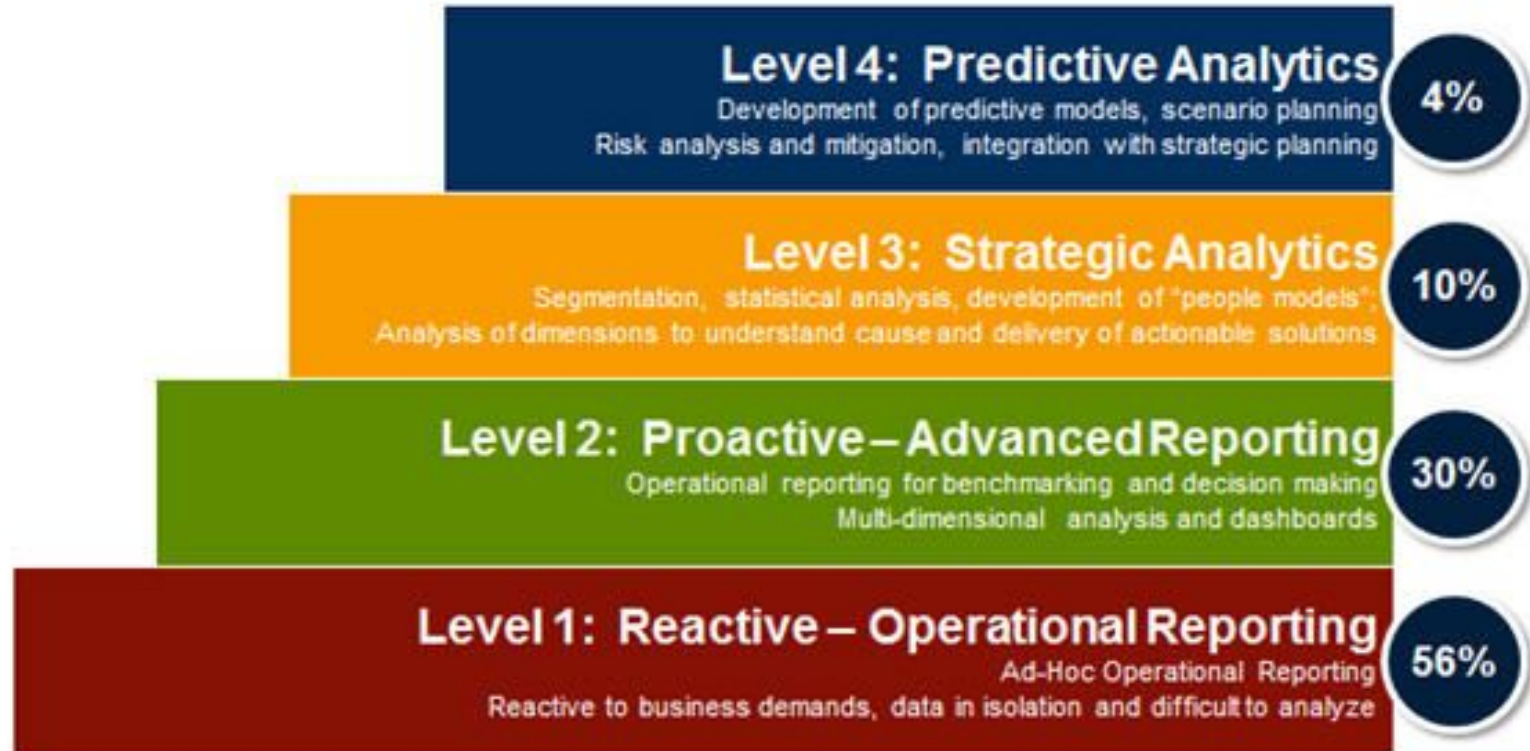 Level 4: Predictive Analytics
Development of predictive models, scenario planning
Risk analysis and mitigation, integration with strategic planning
4%
Level 3: Strategic Analytics
Segmentation, statistical analysis, development of "people models";
Analysis of dimensions to understand cause and delivery of actionable solutions
10%
Level 2: Proactive – Advanced Reporting
Operational reporting for benchmarking and decision making
Multi-dimensional analysis and dashboards
30%
Level 1: Reactive – Operational Reporting
Ad-Hoc Operational Reporting
Reactive to business demands, data in isolation and difficult to analyze
56%